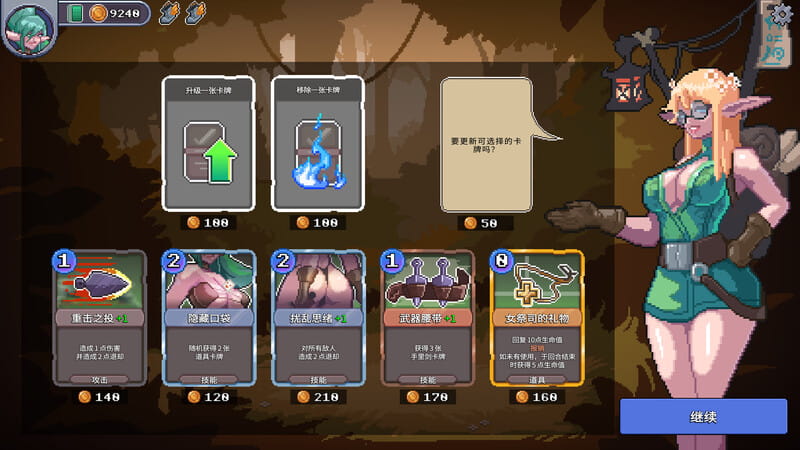 9240
升级一张卡牌
移除一张卡牌
要更新可选择的卡
牌吗?
100
100
50
1
2
2
1
0
重击之投+1
隐藏口袋
扰乱思绪+1
武器腰带+1
女祭司的礼物
造成1点伤害
并造成2点退却
随机获得2张
道具卡牌
对所有敌人
造成2点退却
获得3张
手里剑卡牌
回复10点生命值
报销
如未有使用,于回合结束
时获得5点生命值
攻击
技能
技能
技能
道具
140
120
210
170
160
继续